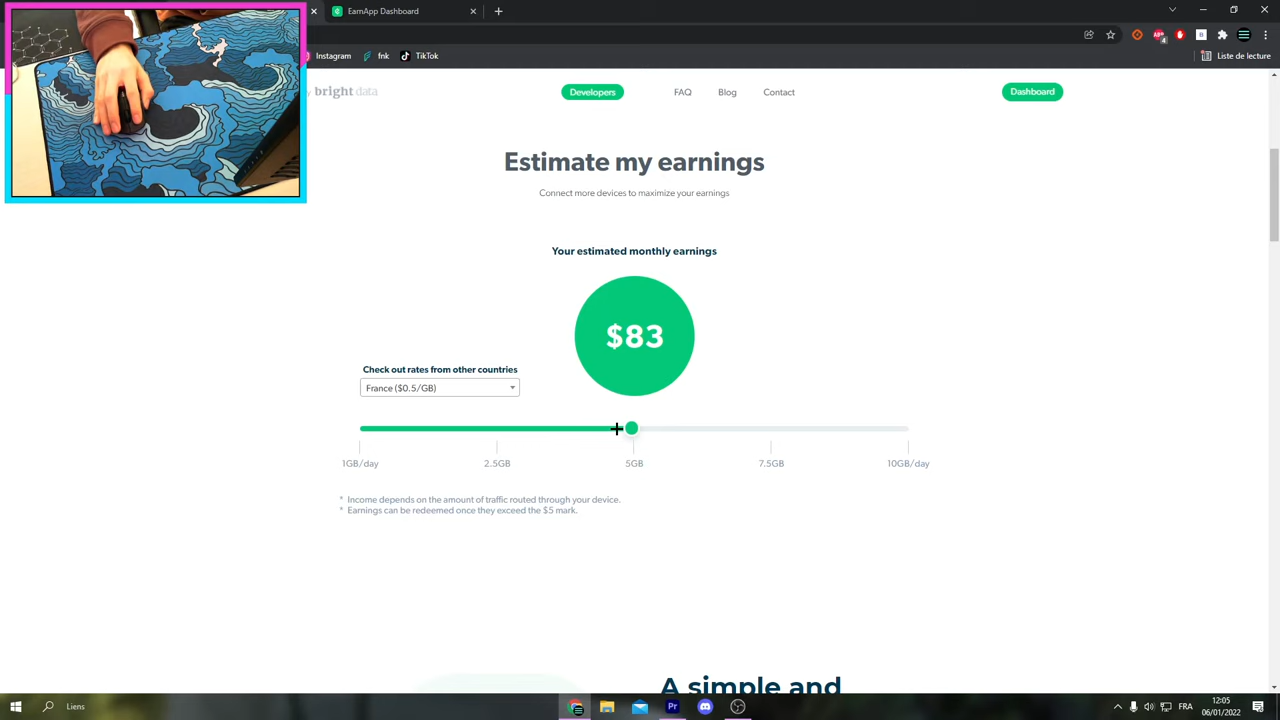 EarnApp Dashboard
Instagram
fnk
TikTok
Liste de lecture
bright data
Developers
FAQ
Blog
Contact
Dashboard
Estimate my earnings
Connect more devices to maximize your earnings
Your estimated monthly earnings
$83
Check out rates from other countries
France ($0.5/GB)
1GB/day
2.5GB
5GB
7.5GB
10GB/day
* Income depends on the amount of traffic routed through your device.
* Earnings can be redeemed once they exceed the $5 mark.
A simple and
Liens
Pr
FRA
12:05
06/01/2022